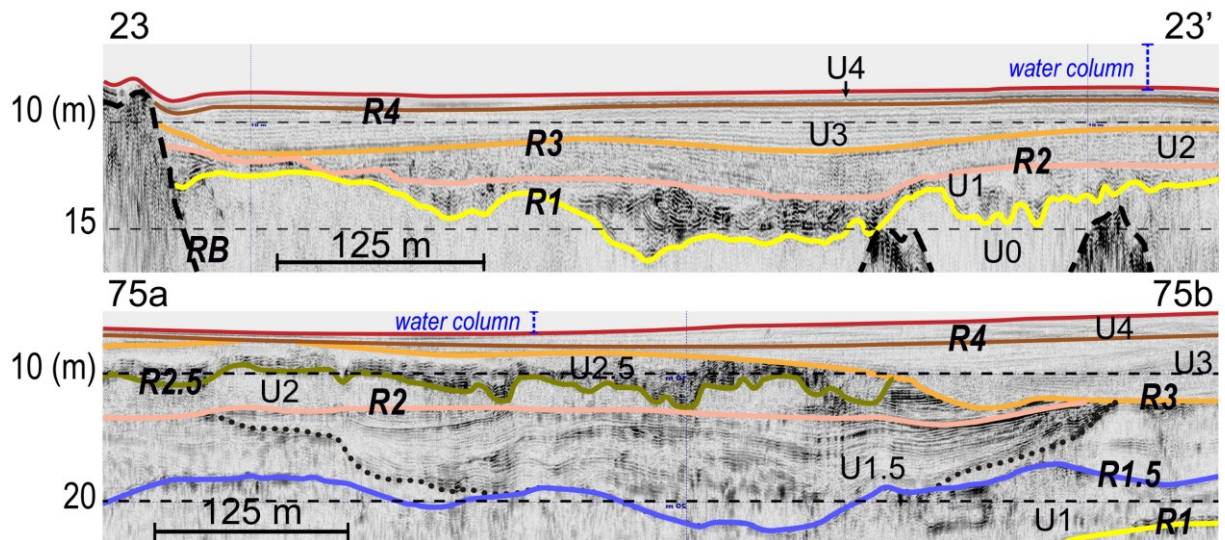 23 23’
U4
water column
10 (m) R4
U3
R3
R2 U2
R1 U1
15
125 m
RB U0
75a 75b
water column
R4 U4
10 (m) U2.5 U3
R2.5 U2
R2 R3
U1.5
R1.5
20
125 m
U1 R1